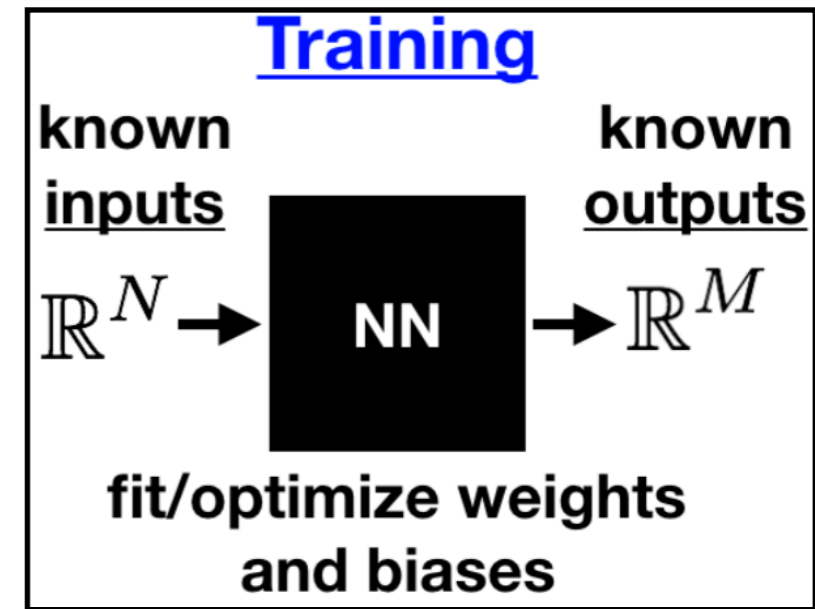 Training
known
inputs
known
outputs
ℝ^N
NN
ℝ^M
fit/optimize weights
and biases